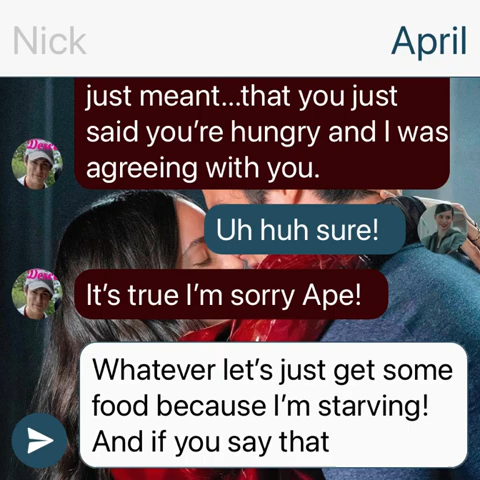 Nick
April
just meant...that you just
said you're hungry and I was
agreeing with you.
Uh huh sure!
It's true I'm sorry Ape!
Whatever let's just get some
food because I'm starving!
And if you say that